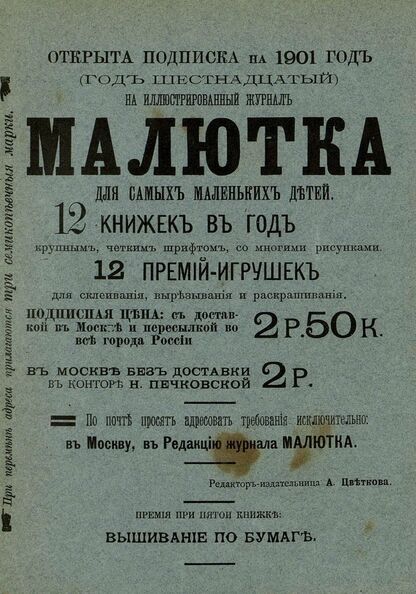 ОТКРЫТА ПОДПИСКА на 1901 ГОДЪ
(ГОДЪ ШЕСТНАДЦАТЫЙ)
НА ИЛЛЮСТРИРОВАННЫЙ ЖУРНАЛЪ
МАЛЮТКА
ДЛЯ САМЫХЪ МАЛЕНЬКИХЪ ДѢТЕЙ.
12 КНИЖЕКЪ ВЪ ГОДЪ
крупнымъ, четкимъ шрифтомъ, со многими рисунками.
12 ПРЕМІЙ-ИГРУШЕКЪ
для склеиванія, вырѣзыванія и раскрашиванія.
ПОДПИСНАЯ ЦѢНА: съ достав-
кой въ Москвѣ и пересылкой во
всѣ города Россіи
2 Р. 50 К.
ВЪ МОСКВѢ БЕЗЪ ДОСТАВКИ
ВЪ КОНТОРѢ Н. ПЕЧКОВСКОЙ
2 Р.
По почтѣ просятъ адресовать требованія исключительно:
въ Москву, въ Редакцію журнала МАЛЮТКА.
Редакторъ-издательница А. Цвѣткова.
ПРЕМІЯ ПРИ ПЯТОЙ КНИЖКѢ:
ВЫШИВАНІЕ ПО БУМАГѢ.
При перемѣнѣ адреса прилагаются три семикопѣечныя марки.